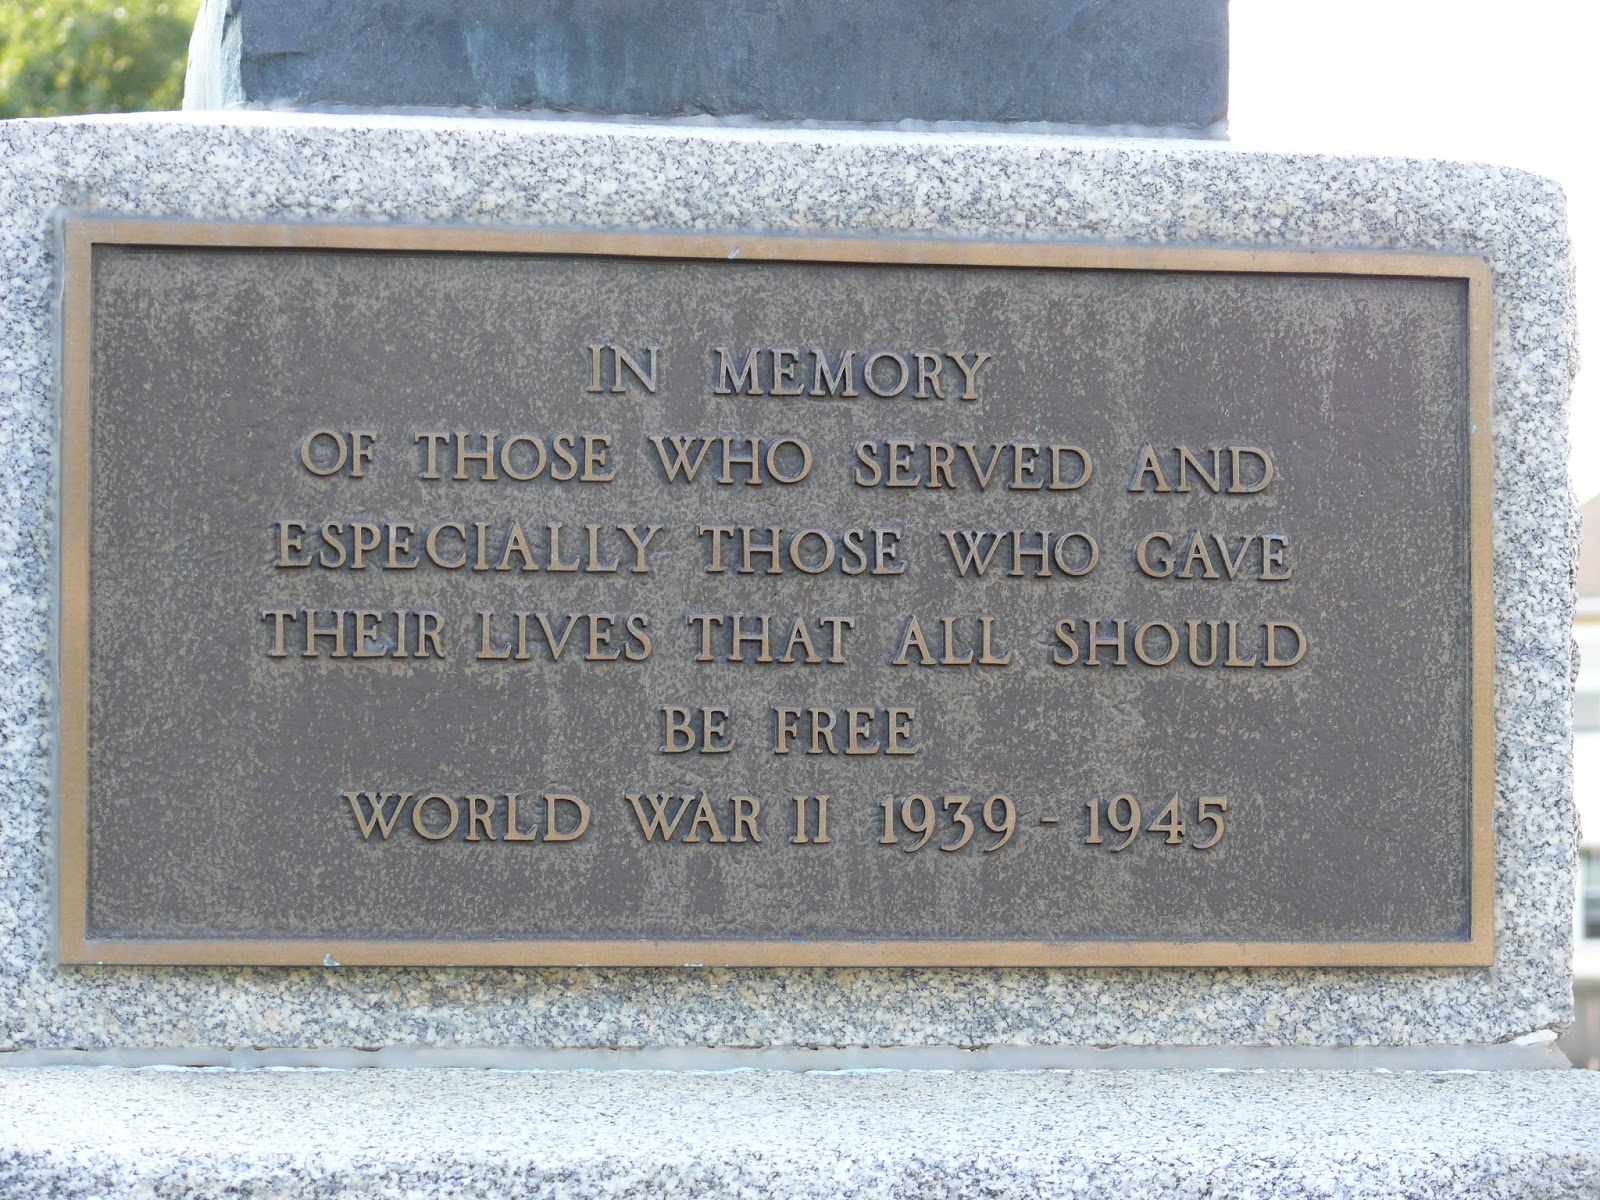 IN MEMORY
OF THOSE WHO SERVED AND
ESPECIALLY THOSE WHO GAVE
THEIR LIVES THAT ALL SHOULD
BE FREE
WORLD WAR II 1939 - 1945